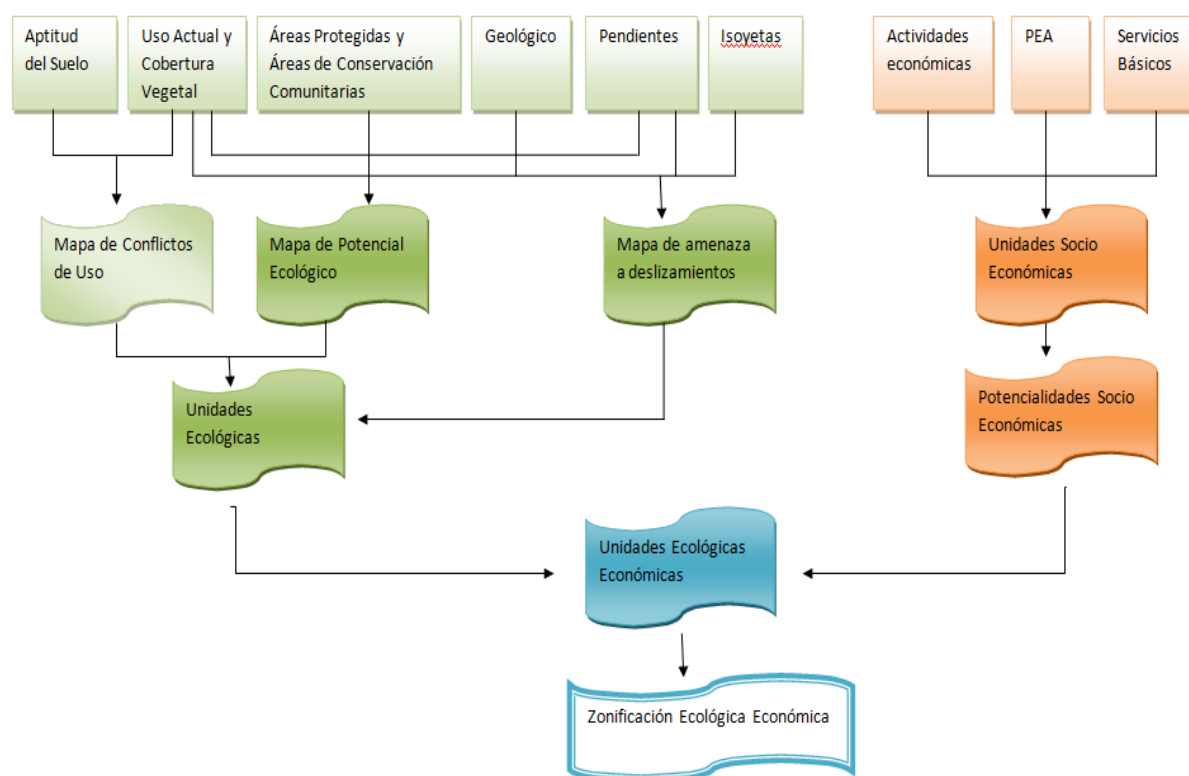 Aptitud
del Suelo
Uso Actual y
Cobertura
Vegetal
Áreas Protegidas y
Áreas de Conservación
Comunitarias
Geológico
Pendientes
Isoyetas
Actividades
económicas
PEA
Servicios
Básicos
Mapa de Conflictos
de Uso
Mapa de Potencial
Ecológico
Mapa de amenaza
a deslizamientos
Unidades Socio
Económicas
Unidades
Ecológicas
Potencialidades Socio
Económicas
Unidades Ecológicas
Económicas
Zonificación Ecológica Económica